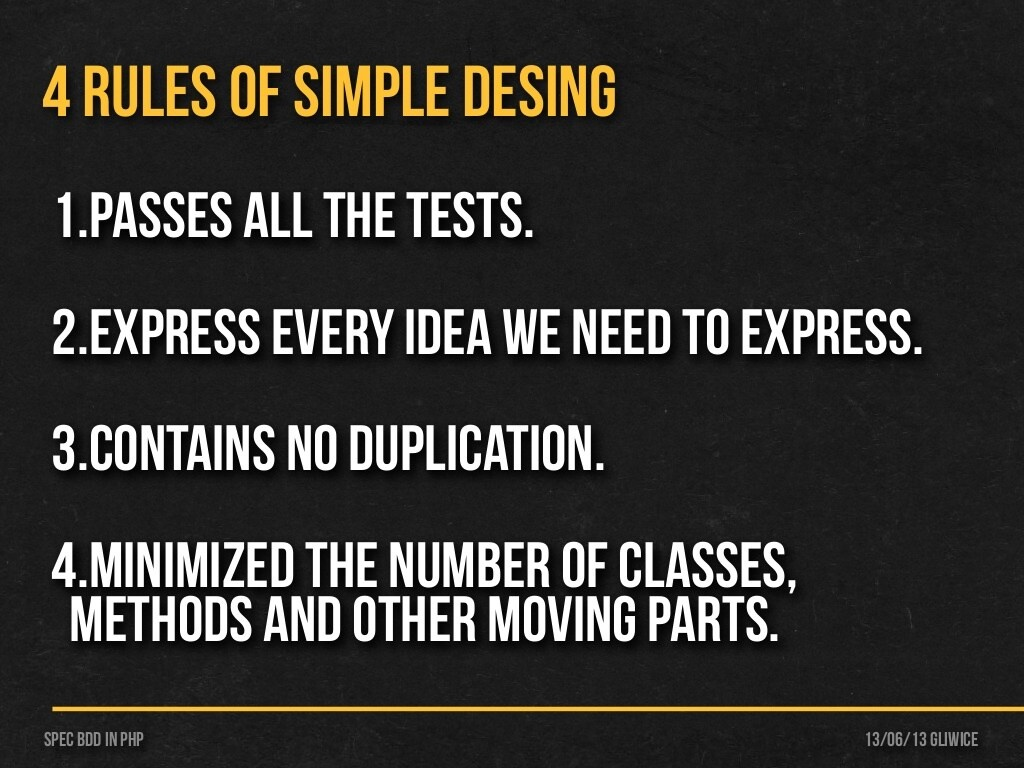 4 RULES OF SIMPLE DESING
1.PASSES ALL THE TESTS.
2.EXPRESS EVERY IDEA WE NEED TO EXPRESS.
3.CONTAINS NO DUPLICATION.
4.MINIMIZED THE NUMBER OF CLASSES,
METHODS AND OTHER MOVING PARTS.
SPEC BDD IN PHP
13/06/13 GLIWICE